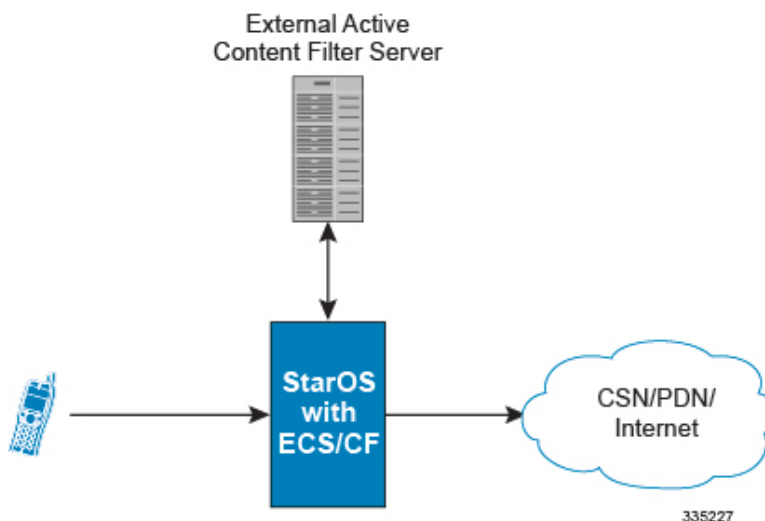 External Active
Content Filter Server
StarOS
with
ECS/CF
CSN/PDN/
Internet
335227